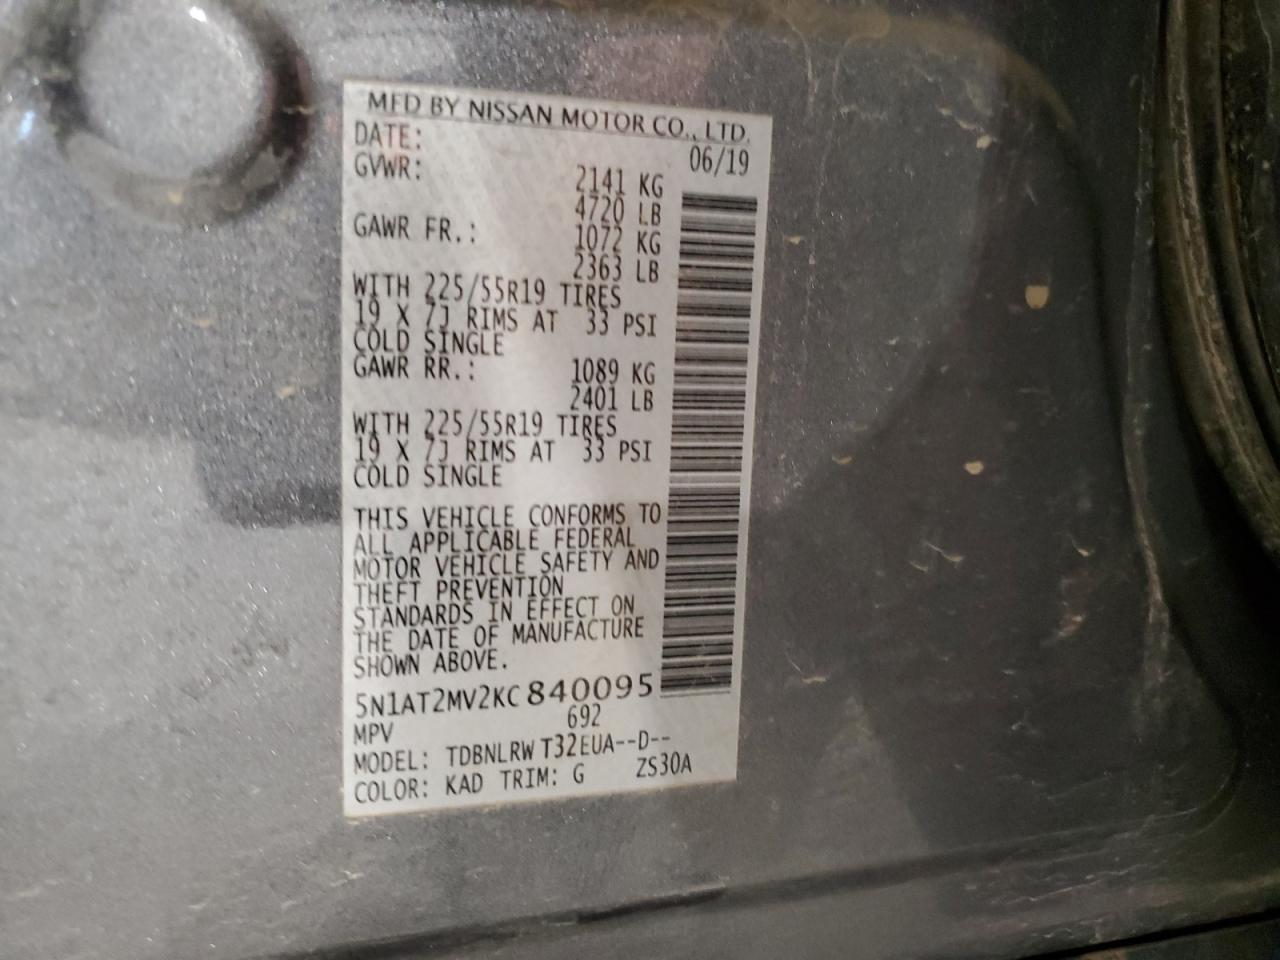 MFD BY NISSAN MOTOR CO., LTD.
DATE: 06/19
GVWR: 2141 KG
4720 LB
GAWR FR.: 1072 KG
2363 LB
WITH 225/55R19 TIRES
19 X 7J RIMS AT 33 PSI
COLD SINGLE
GAWR RR.: 1089 KG
2401 LB
WITH 225/55R19 TIRES
19 X 7J RIMS AT 33 PSI
COLD SINGLE
THIS VEHICLE CONFORMS TO
ALL APPLICABLE FEDERAL
MOTOR VEHICLE SAFETY AND
THEFT PREVENTION
STANDARDS IN EFFECT ON
THE DATE OF MANUFACTURE
SHOWN ABOVE.
5N1AT2MV2KC840095
MPV 692
MODEL: TDBNLRW T32EUA--D--
COLOR: KAD TRIM: G ZS30A